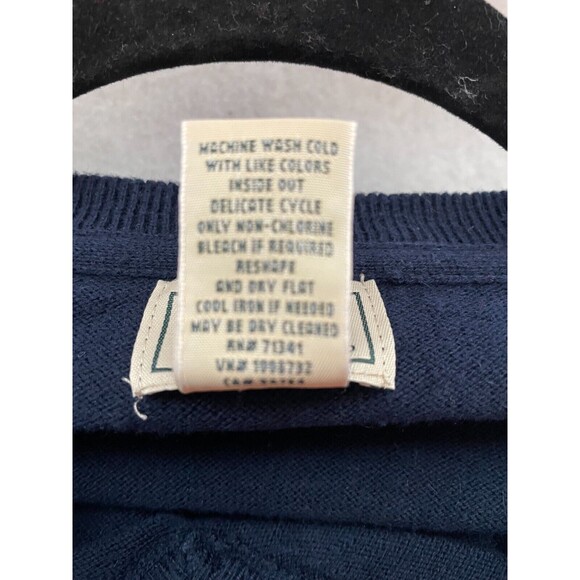 MACHINE WASH COLD
WITH LIKE COLORS
INSIDE OUT
DELICATE CYCLE
ONLY NON-CHLORINE
BLEACH IF REQUIRED
RESHAPE
AND DRY FLAT
COOL IRON IF NEEDED
MAY BE DRY CLEANED
RN# 71341
VN# 1098732